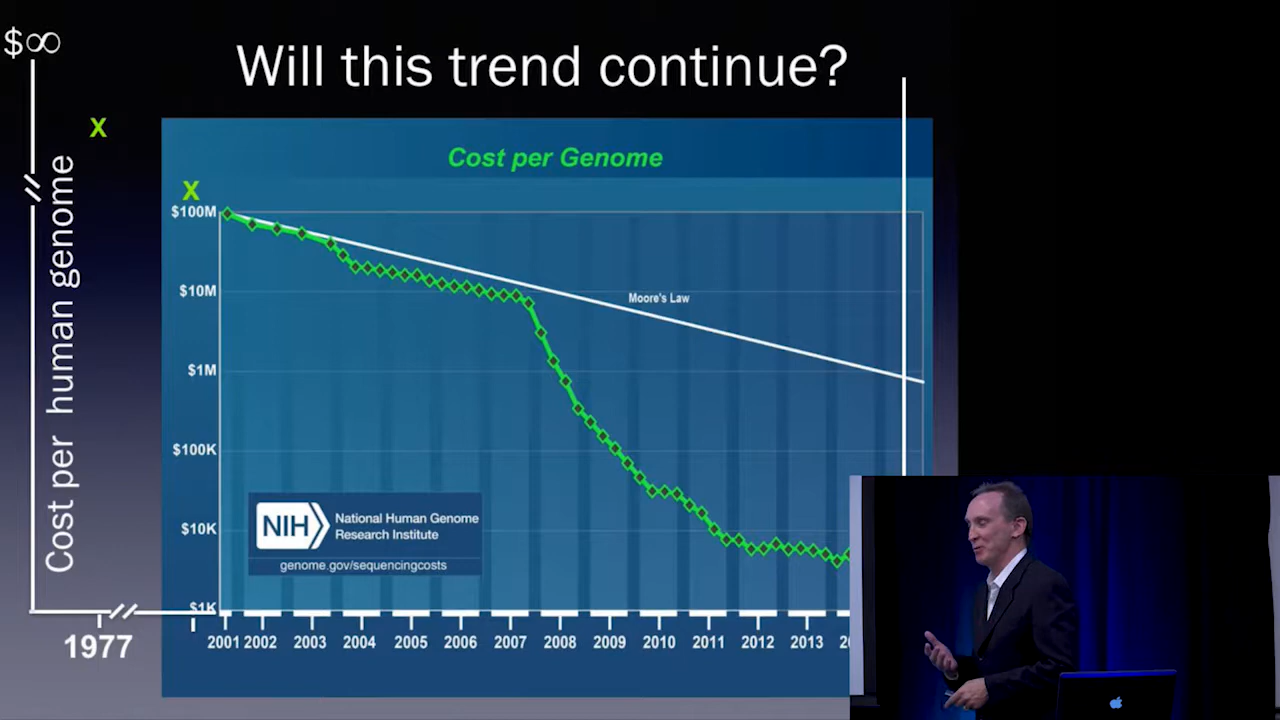 $∞
Will this trend continue?
X
Cost per human genome
Cost per Genome
X
$100M
$10M
Moore's Law
$1M
$100K
$10K
NIH
National Human Genome
Research Institute
genome.gov/sequencingcosts
$1K
2001 2002 2003 2004 2005 2006 2007 2008 2009 2010 2011 2012 2013
1977